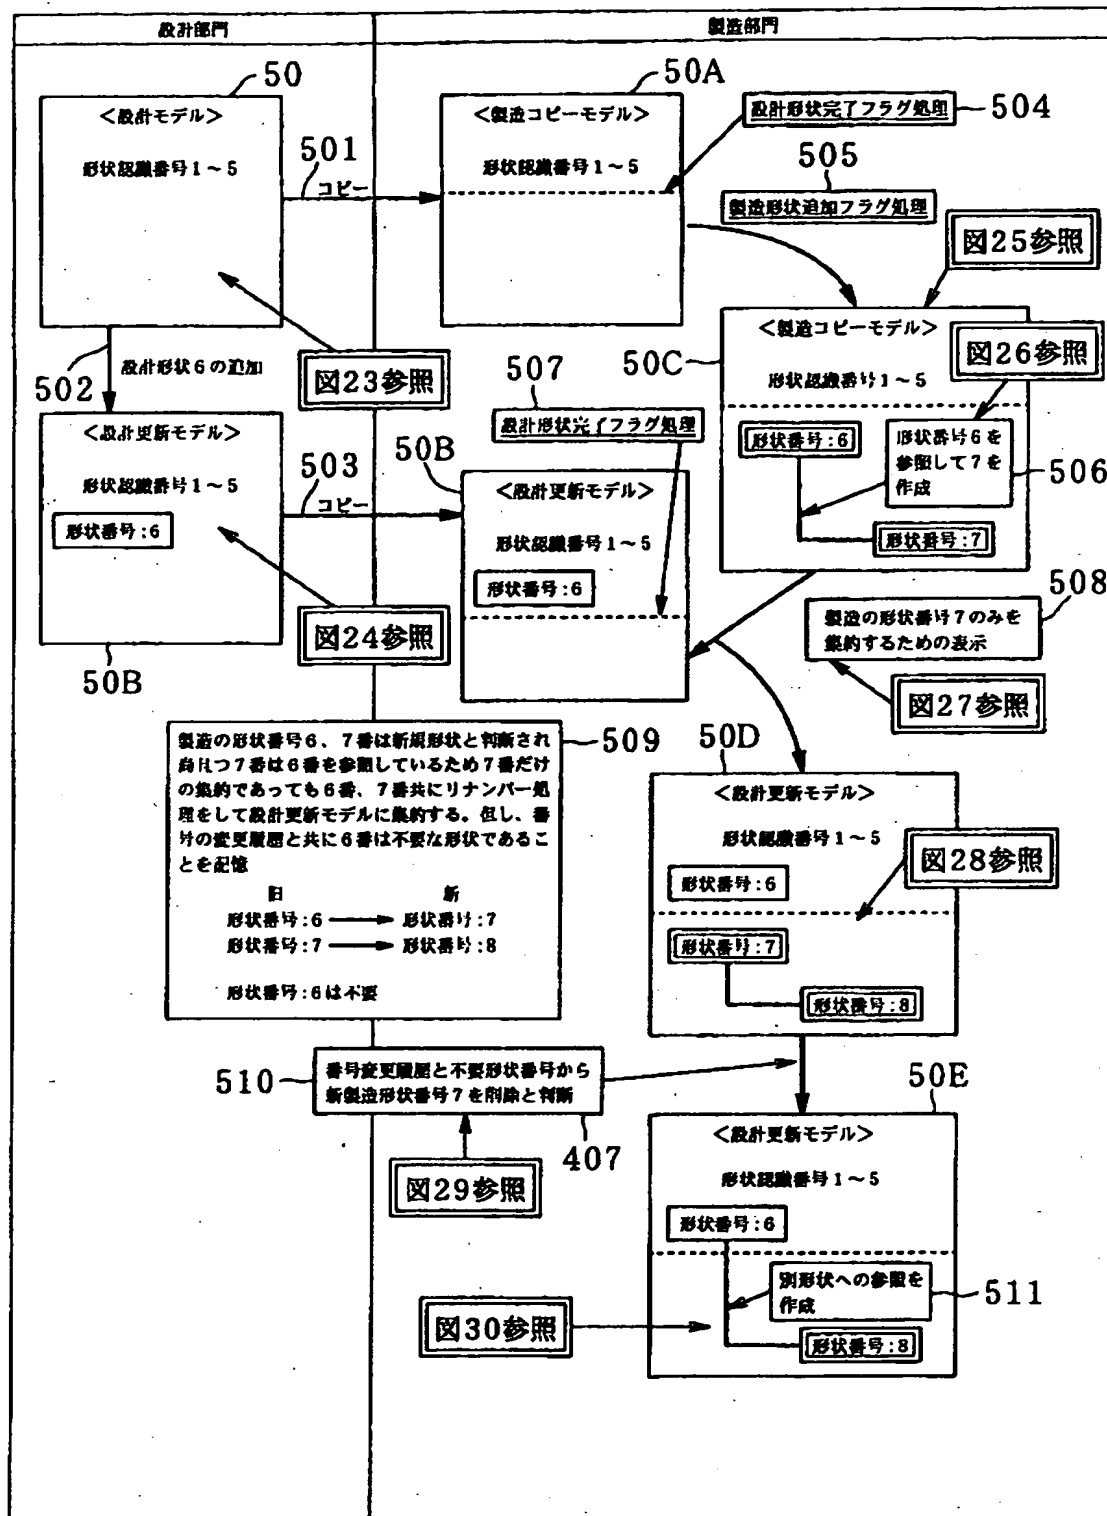 設計部門
製造部門
50
<設計モデル>
形状認識番号1~5
501
コピー
50A
<製造コピーモデル>
形状認識番号1~5
設計形状完了フラグ処理
504
505
製造形状追加フラグ処理
図25参照
502
設計形状6の追加
図23参照
50C
<製造コピーモデル>
形状認識番号1~5
図26参照
形状番号:6
形状番号6を
参照して7を
作成
506
形状番号:7
<設計更新モデル>
形状認識番号1~5
形状番号:6
50B
図24参照
503
コピー
507
設計形状完了フラグ処理
50B
<設計更新モデル>
形状認識番号1~5
形状番号:6
508
製造の形状番号7のみを
集約するための表示
図27参照
509
製造の形状番号6、7番は新規形状と判断され
尚且つ7番は6番を参照しているため7番だけ
の集約であっても6番、7番共にリナンバー処
理をして設計更新モデルに集約する。但し、番
号の変更履歴と共に6番は不要な形状であるこ
とを記憶
旧 新
形状番号:6 形状番号:7
形状番号:7 形状番号:8
形状番号:6は不要
50D
<設計更新モデル>
形状認識番号1~5
形状番号:6
図28参照
形状番号:7
形状番号:8
510
番号変更履歴と不要形状番号から
新製造形状番号7を削除と判断
407
図29参照
50E
<設計更新モデル>
形状認識番号1~5
形状番号:6
別形状への参照を
作成
511
図30参照
形状番号:8